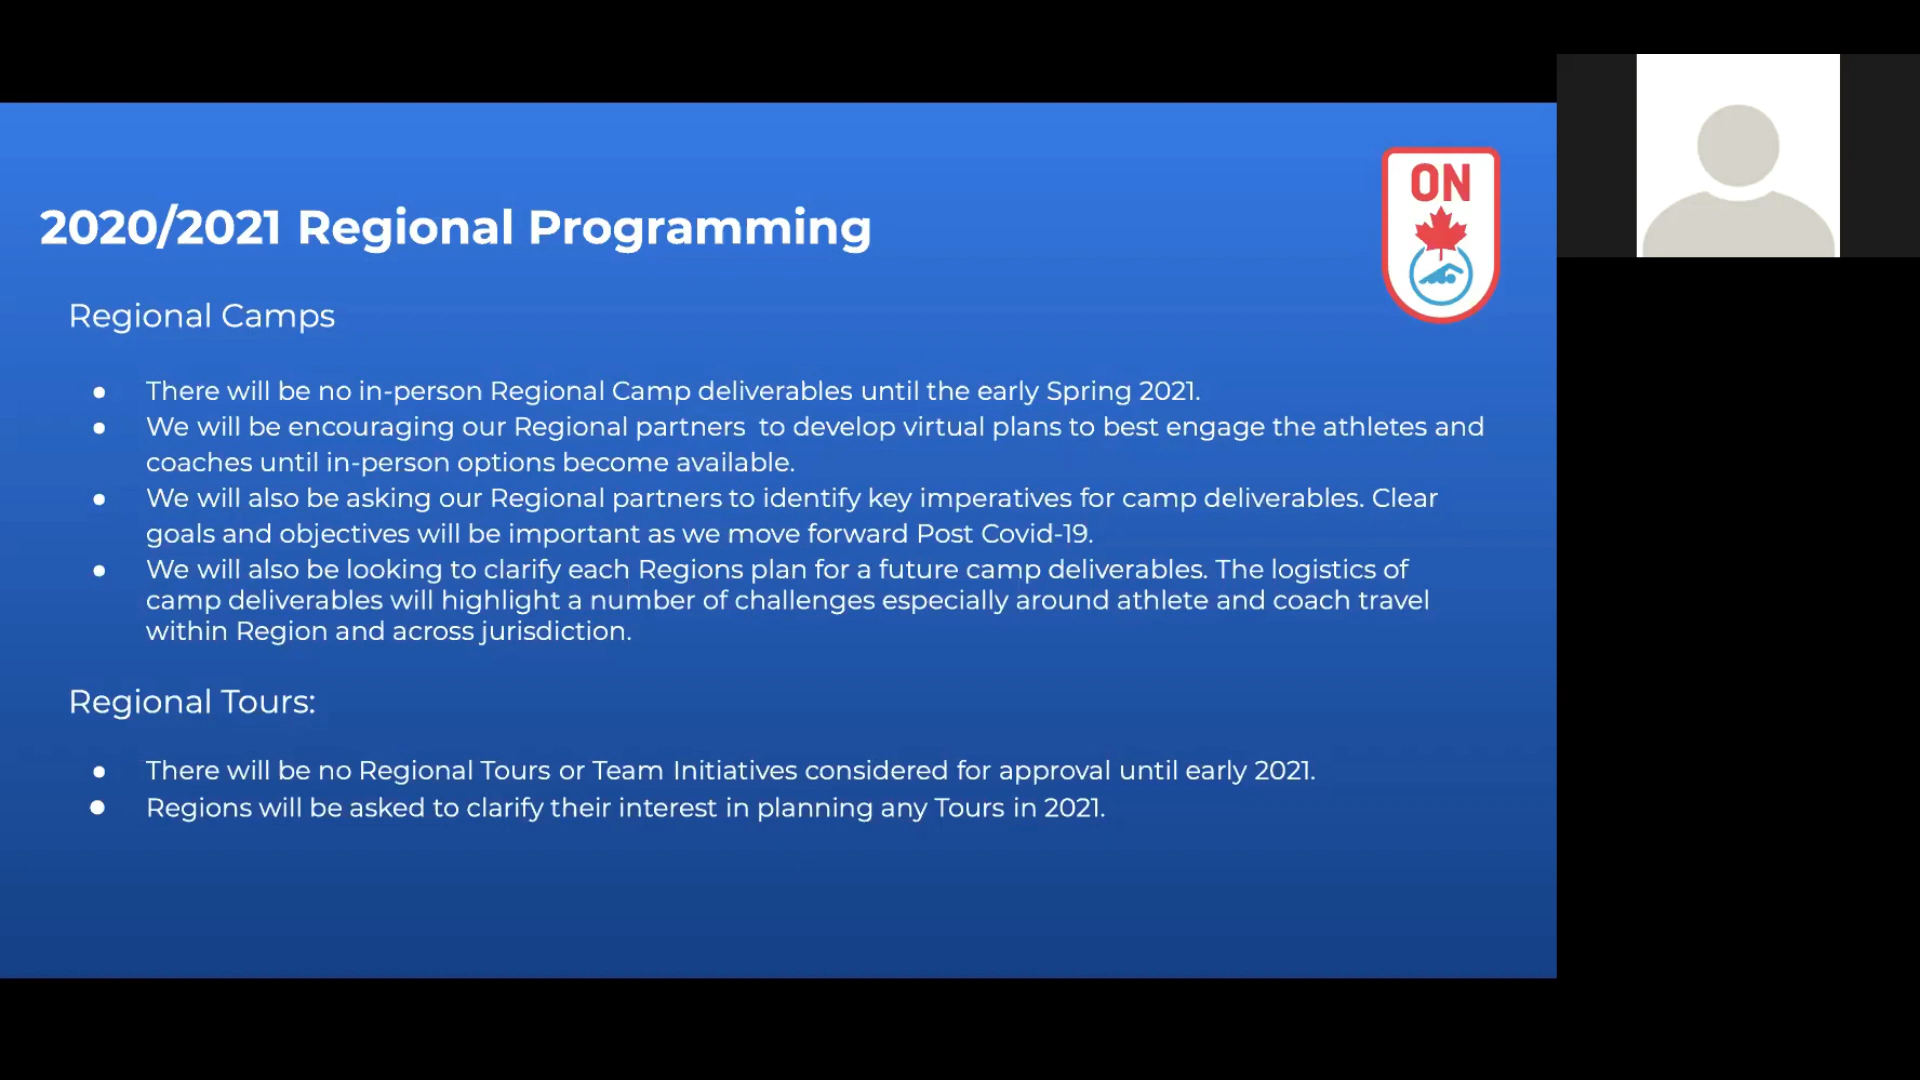 ON
2020/2021 Regional Programming
Regional Camps
● There will be no in-person Regional Camp deliverables until the early Spring 2021.
● We will be encouraging our Regional partners  to develop virtual plans to best engage the athletes and
coaches until in-person options become available.
● We will also be asking our Regional partners to identify key imperatives for camp deliverables. Clear
goals and objectives will be important as we move forward Post Covid-19.
● We will also be looking to clarify each Regions plan for a future camp deliverables. The logistics of
camp deliverables will highlight a number of challenges especially around athlete and coach travel
within Region and across jurisdiction.
Regional Tours:
● There will be no Regional Tours or Team Initiatives considered for approval until early 2021.
● Regions will be asked to clarify their interest in planning any Tours in 2021.